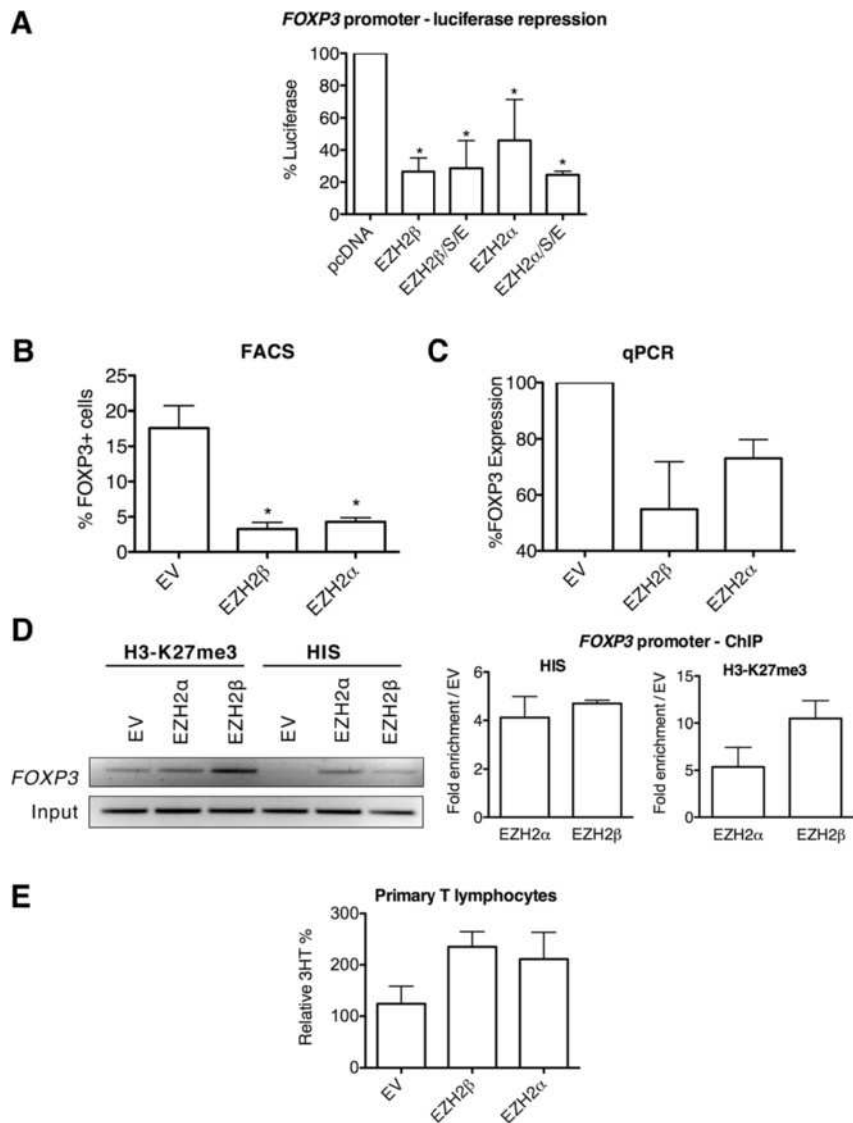 A
FOXP3 promoter - luciferase repression
% Luciferase
100
80
60
40
20
0
*
*
*
*
pcDNA
EZH2β
EZH2β/S/E
EZH2α
EZH2α/S/E
B
FACS
% FOXP3+ cells
25
20
15
10
5
0
*
*
EV
EZH2β
EZH2α
C
qPCR
%FOXP3 Expression
100
80
60
40
EV
EZH2β
EZH2α
D
H3-K27me3
HIS
EV
EZH2α
EZH2β
EV
EZH2α
EZH2β
FOXP3
Input
FOXP3 promoter - ChIP
HIS
Fold enrichment / EV
6
4
2
0
EZH2α
EZH2β
H3-K27me3
Fold enrichment / EV
15
10
5
0
EZH2α
EZH2β
E
Primary T lymphocytes
Relative 3HT %
300
200
100
0
EV
EZH2β
EZH2α